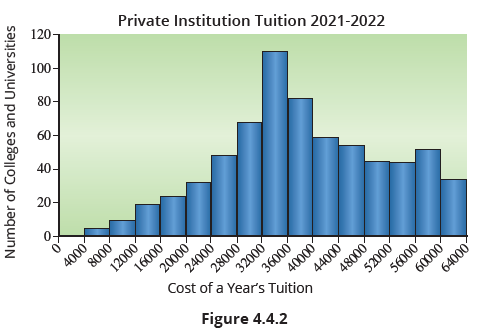 Private Institution Tuition 2021-2022
Number of Colleges and Universities
120
100
80
60
40
20
0
0 4000 8000 12000 16000 20000 24000 28000 32000 36000 40000 44000 48000 52000 56000 60000 64000
Cost of a Year’s Tuition
Figure 4.4.2